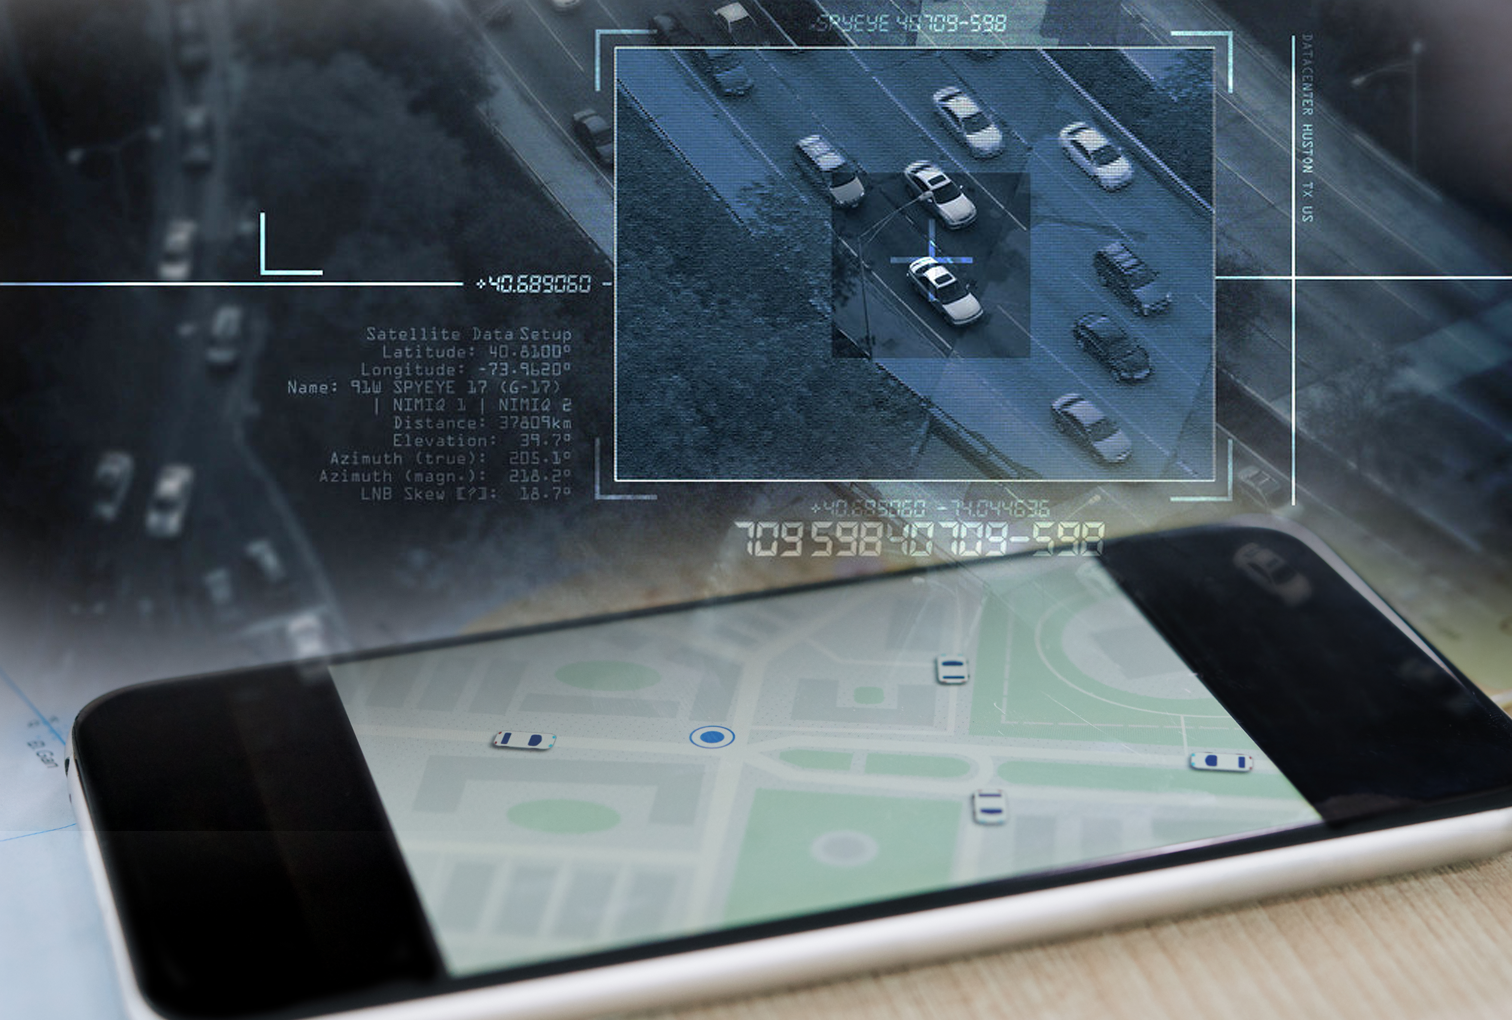 SPYEYE 48709-598
DATACENTER HUSTON TX US
+40.689060
Satellite Data Setup
Latitude: 40.8100°
Longitude: -73.9620°
Name: 91W SPYEYE 17 (G-17)
| NIMIQ 1 | NIMIQ 2
Distance: 37809km
Elevation: 39.7°
Azimuth (true): 205.1°
Azimuth (magn.): 218.2°
LNB Skew [?]: 18.7°
+40.689060 -74.044636
709 598 40 709-598